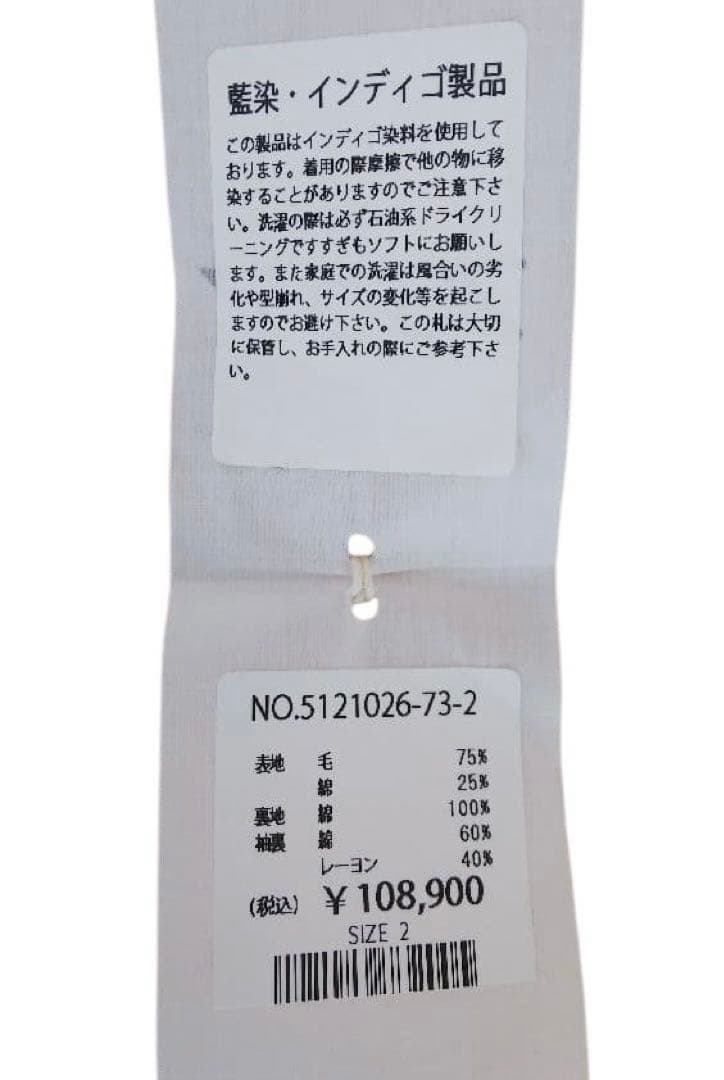 藍染・インディゴ製品
この製品はインディゴ染料を使用して
おります。着用の際摩擦で他の物に移
染することがありますのでご注意下さ
い。洗濯の際は必ず石油系ドライクリ
ーニングですすぎもソフトにお願いし
ます。また家庭での洗濯は風合いの劣
化や型崩れ、サイズの変化等を起こし
ますのでお避け下さい。この札は大切
に保管し、お手入れの際にご参考下さ
い。
NO.5121026-73-2
表地 毛 75%
綿 25%
裏地 綿 100%
袖裏 綿 60%
レーヨン 40%
(税込) ¥108,900
SIZE 2